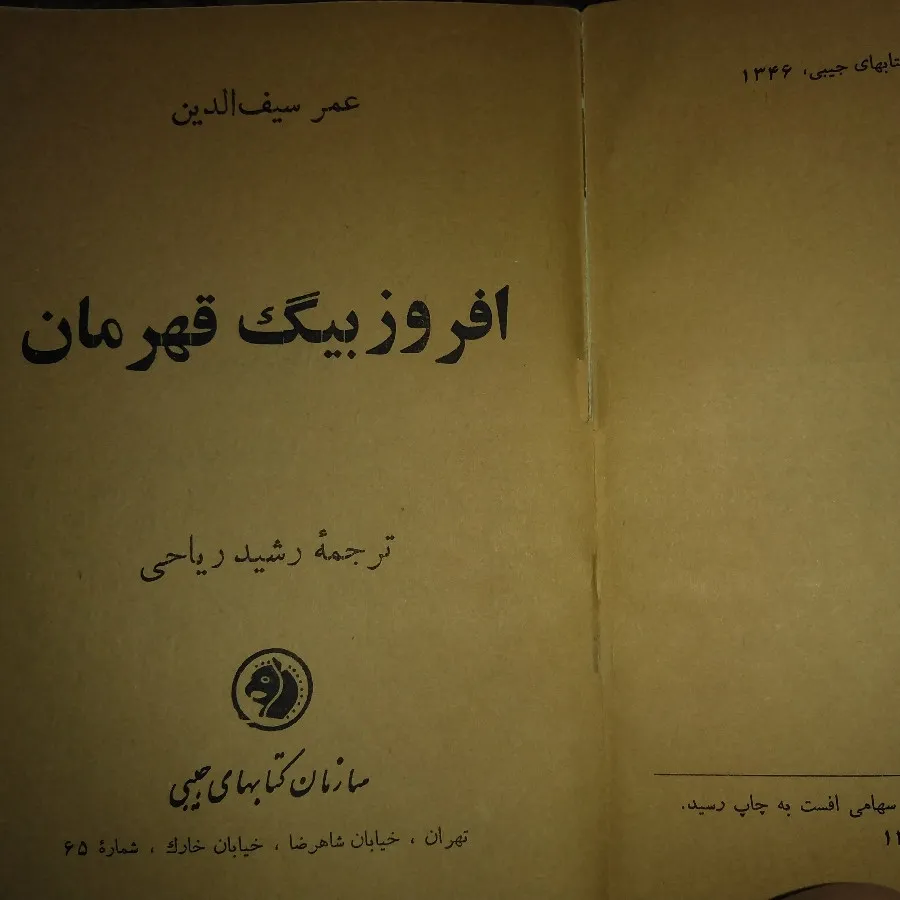 تابهای جیبی، ۱۳۴۶
سهامی افست به چاپ رسید.
عمر سیف‌الدین
افروز بیگ قهرمان
ترجمهٔ رشید ریاحی
سازمان کتابهای جیبی
تهران ، خیابان شاهرضا ، خیابان خارك ، شمارهٔ ۶۵